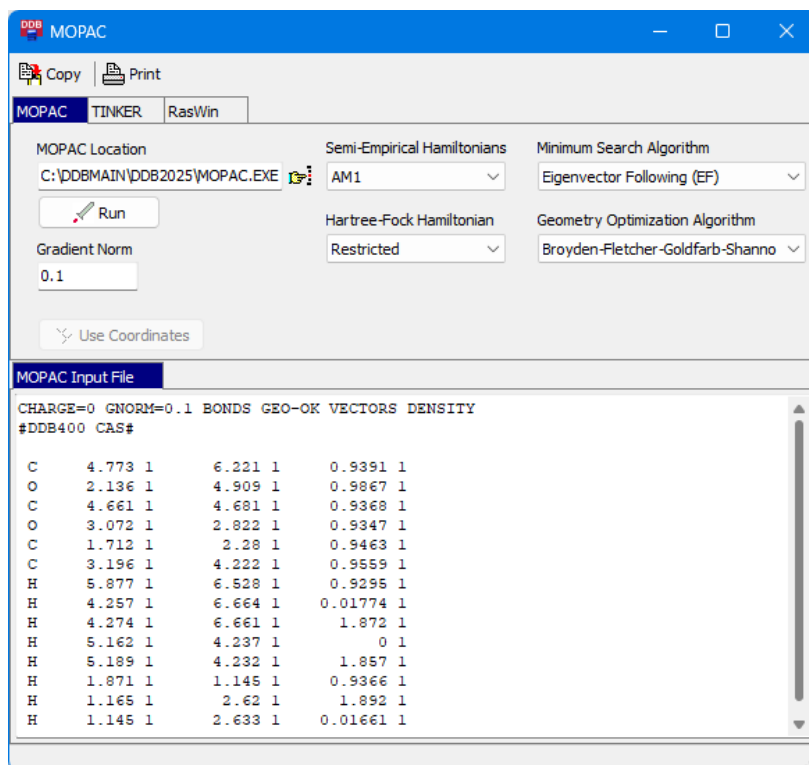 DDB MOPAC
Copy Print
MOPAC TINKER RasWin
MOPAC Location Semi-Empirical Hamiltonians Minimum Search Algorithm
C:\DDBMAIN\DDB2025\MOPAC.EXE AM1 Eigenvector Following (EF)
Run
Hartree-Fock Hamiltonian Geometry Optimization Algorithm
Gradient Norm Restricted Broyden-Fletcher-Goldfarb-Shanno
0.1
Use Coordinates
MOPAC Input File
CHARGE=0 GNORM=0.1 BONDS GEO-OK VECTORS DENSITY
#DDB400 CAS#
C 4.773 1 6.221 1 0.9391 1
O 2.136 1 4.909 1 0.9867 1
C 4.661 1 4.681 1 0.9368 1
O 3.072 1 2.822 1 0.9347 1
C 1.712 1 2.28 1 0.9463 1
C 3.196 1 4.222 1 0.9559 1
H 5.877 1 6.528 1 0.9295 1
H 4.257 1 6.664 1 0.01774 1
H 4.274 1 6.661 1 1.872 1
H 5.162 1 4.237 1 0 1
H 5.189 1 4.232 1 1.857 1
H 1.871 1 1.145 1 0.9366 1
H 1.165 1 2.62 1 1.892 1
H 1.145 1 2.633 1 0.01661 1